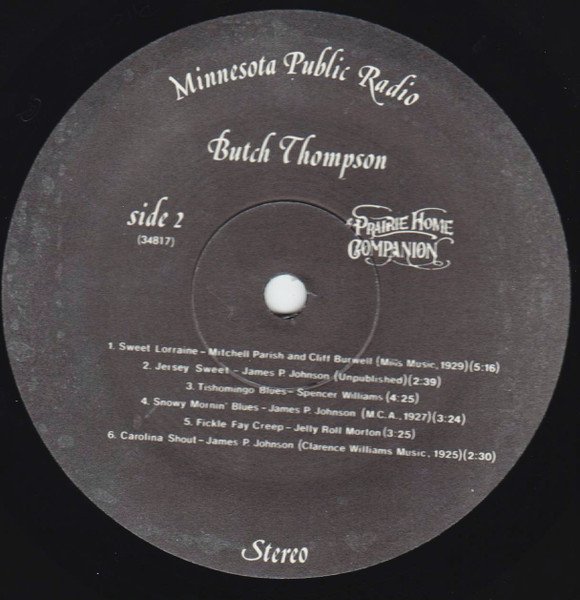 Minnesota Public Radio
Butch Thompson
side 2
(34817)
A PRAIRIE HOME
COMPANION
1. Sweet Lorraine – Mitchell Parish and Cliff Burwell (Mills Music, 1929)(5:16)
2. Jersey Sweet – James P. Johnson (Unpublished)(2:39)
3. Tishomingo Blues – Spencer Williams (4:25)
4. Snowy Mornin' Blues – James P. Johnson (M.C.A., 1927)(3:24)
5. Fickle Fay Creep – Jelly Roll Morton (3:25)
6. Carolina Shout – James P. Johnson (Clarence Williams Music, 1925)(2:30)
Stereo